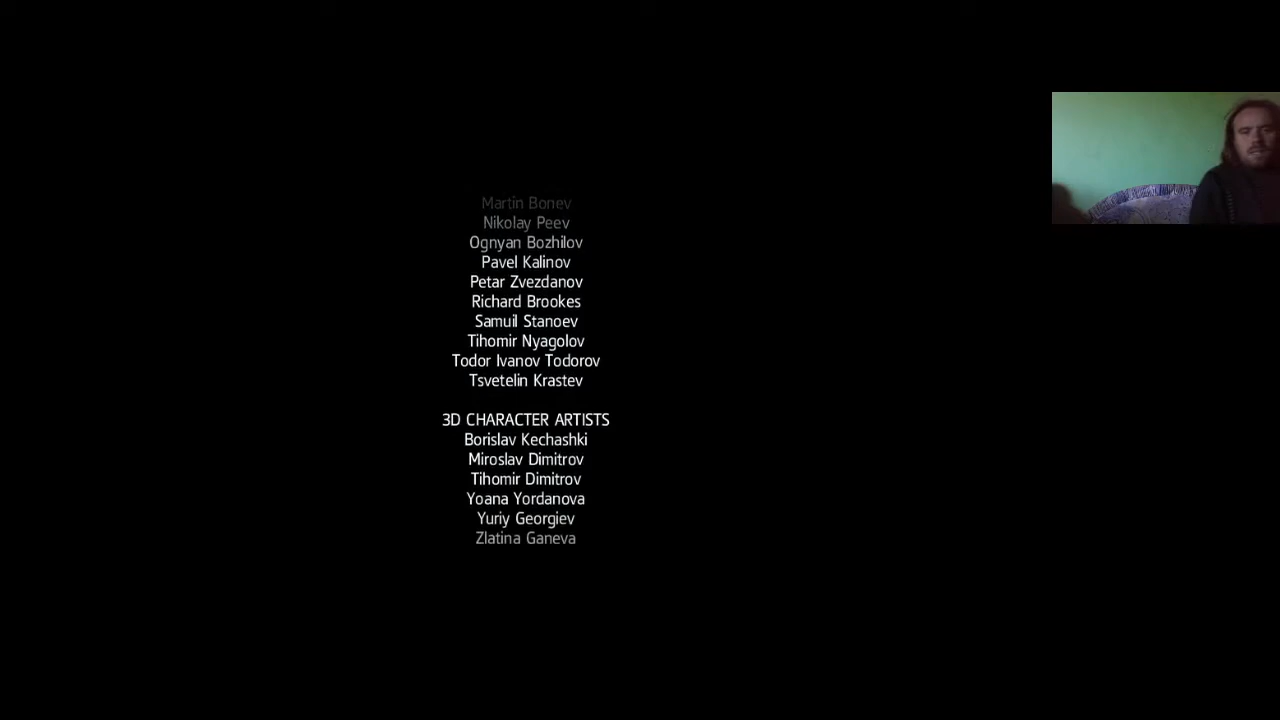 Martin Bonev
Nikolay Peev
Ognyan Bozhilov
Pavel Kalinov
Petar Zvezdanov
Richard Brookes
Samuil Stanoev
Tihomir Nyagolov
Todor Ivanov Todorov
Tsvetelin Krastev
3D CHARACTER ARTISTS
Borislav Kechashki
Miroslav Dimitrov
Tihomir Dimitrov
Yoana Yordanova
Yuriy Georgiev
Zlatina Ganeva